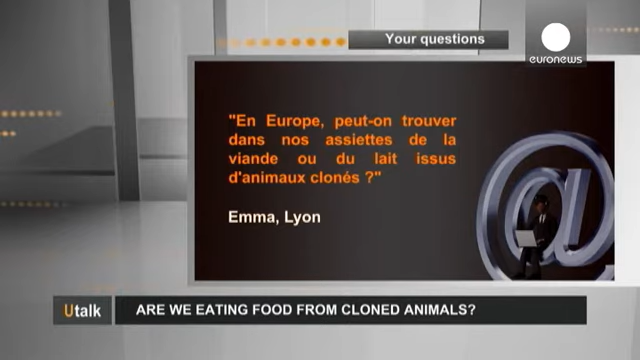 Your questions
euronews
"En Europe, peut-on trouver
dans nos assiettes de la
viande ou du lait issus
d'animaux clonés ?"
Emma, Lyon
Utalk
ARE WE EATING FOOD FROM CLONED ANIMALS?